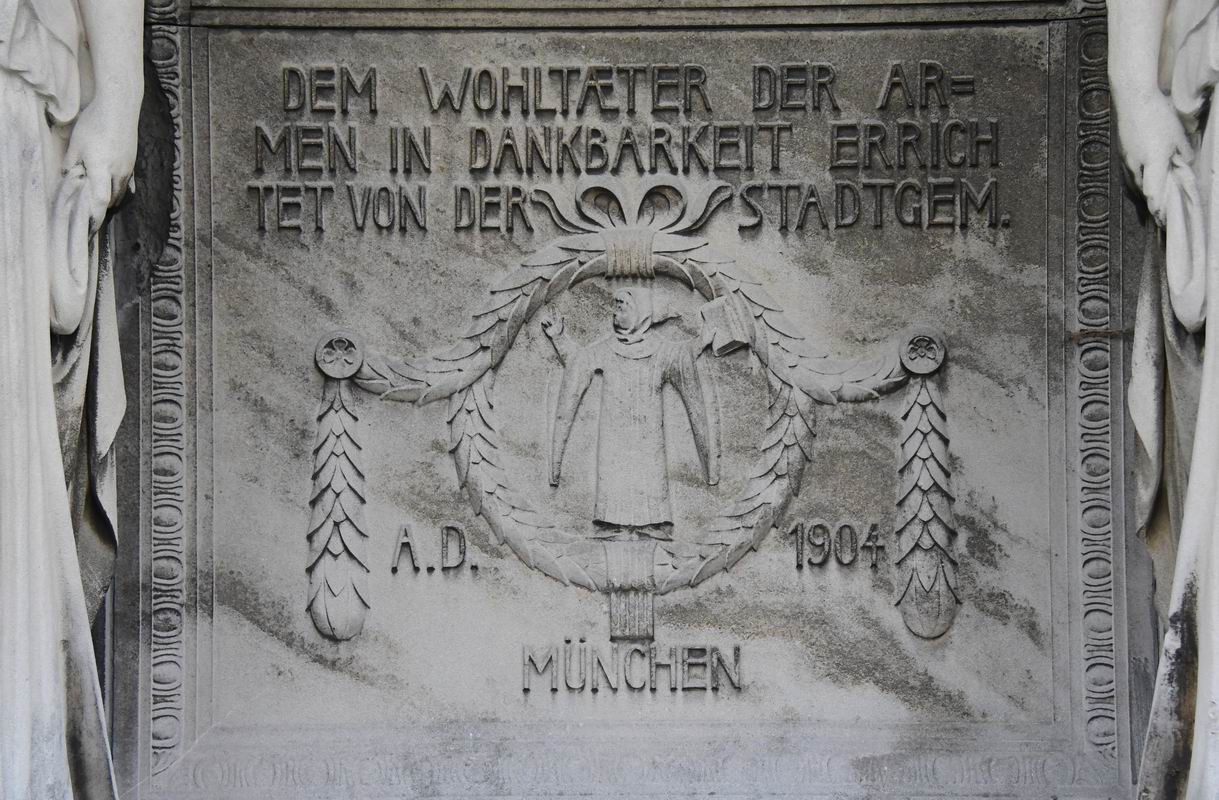 DEM WOHLTÆTER DER AR=
MEN IN DANKBARKEIT ERRICH
TET VON DER STADTGEM.
A.D. 1904
MÜNCHEN